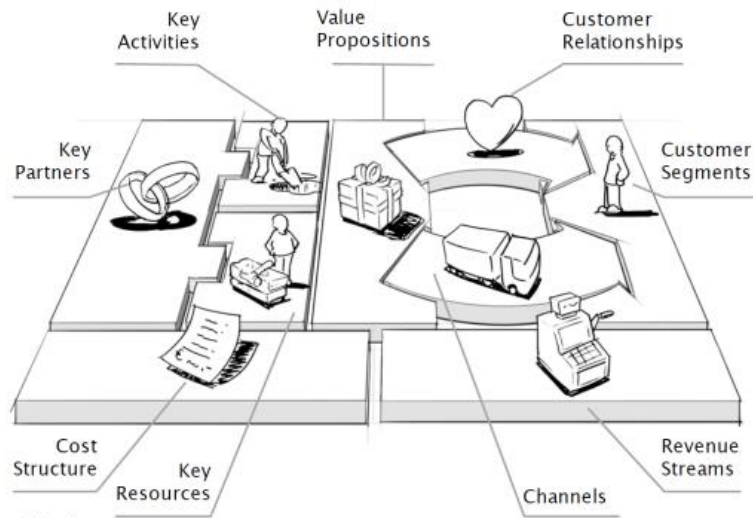 Key
Activities
Value
Propositions
Customer
Relationships
Key
Partners
Customer
Segments
Cost
Structure
Key
Resources
Channels
Revenue
Streams